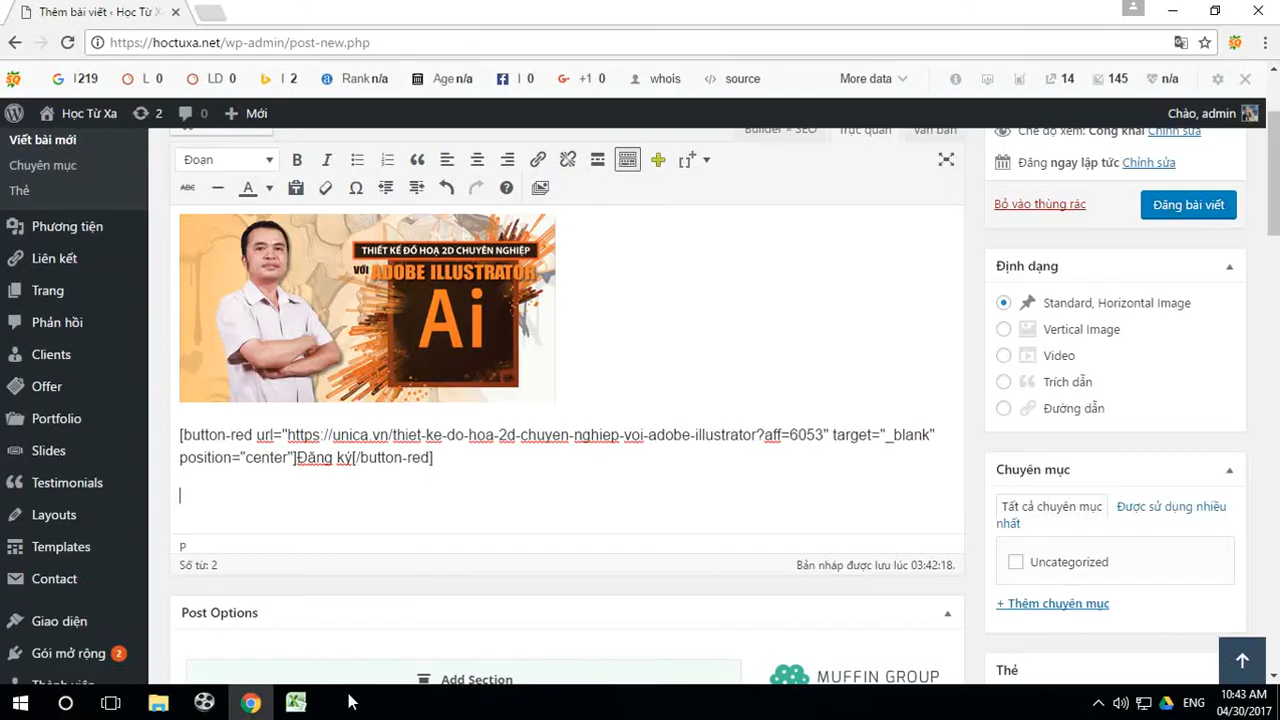 Thêm bài viết ‹ Học Từ X
https://hoctuxa.net/wp-admin/post-new.php
I 219
L 0
LD 0
I 2
Rank n/a
Age n/a
I 0
+1 0
whois
source
More data
14
145
n/a
Học Từ Xa
2
0
Mới
Chào, admin
Viết bài mới
Chuyên mục
Thẻ
Phương tiện
Liên kết
Trang
Phản hồi
Clients
Offer
Portfolio
Slides
Testimonials
Layouts
Templates
Contact
Giao diện
Gói mở rộng 2
Thành viên
Builder » SEO
Trực quan
Văn bản
Đoạn
B I
ABC
A
THIẾT KẾ ĐỒ HOẠ 2D CHUYÊN NGHIỆP
VỚI ADOBE ILLUSTRATOR
Ai
[button-red url="https://unica.vn/thiet-ke-do-hoa-2d-chuyen-nghiep-voi-adobe-illustrator?aff=6053" target="_blank"
position="center"]Đăng ký[/button-red]
p
Số từ: 2
Bản nháp được lưu lúc 03:42:18.
Post Options
Add Section
MUFFIN GROUP
Chế độ xem: Công khai Chỉnh sửa
Đăng ngay lập tức Chỉnh sửa
Bỏ vào thùng rác
Đăng bài viết
Định dạng
Standard, Horizontal Image
Vertical Image
Video
Trích dẫn
Đường dẫn
Chuyên mục
Tất cả chuyên mục
Được sử dụng nhiều
nhất
Uncategorized
+ Thêm chuyên mục
Thẻ
ENG
10:43 AM
04/30/2017